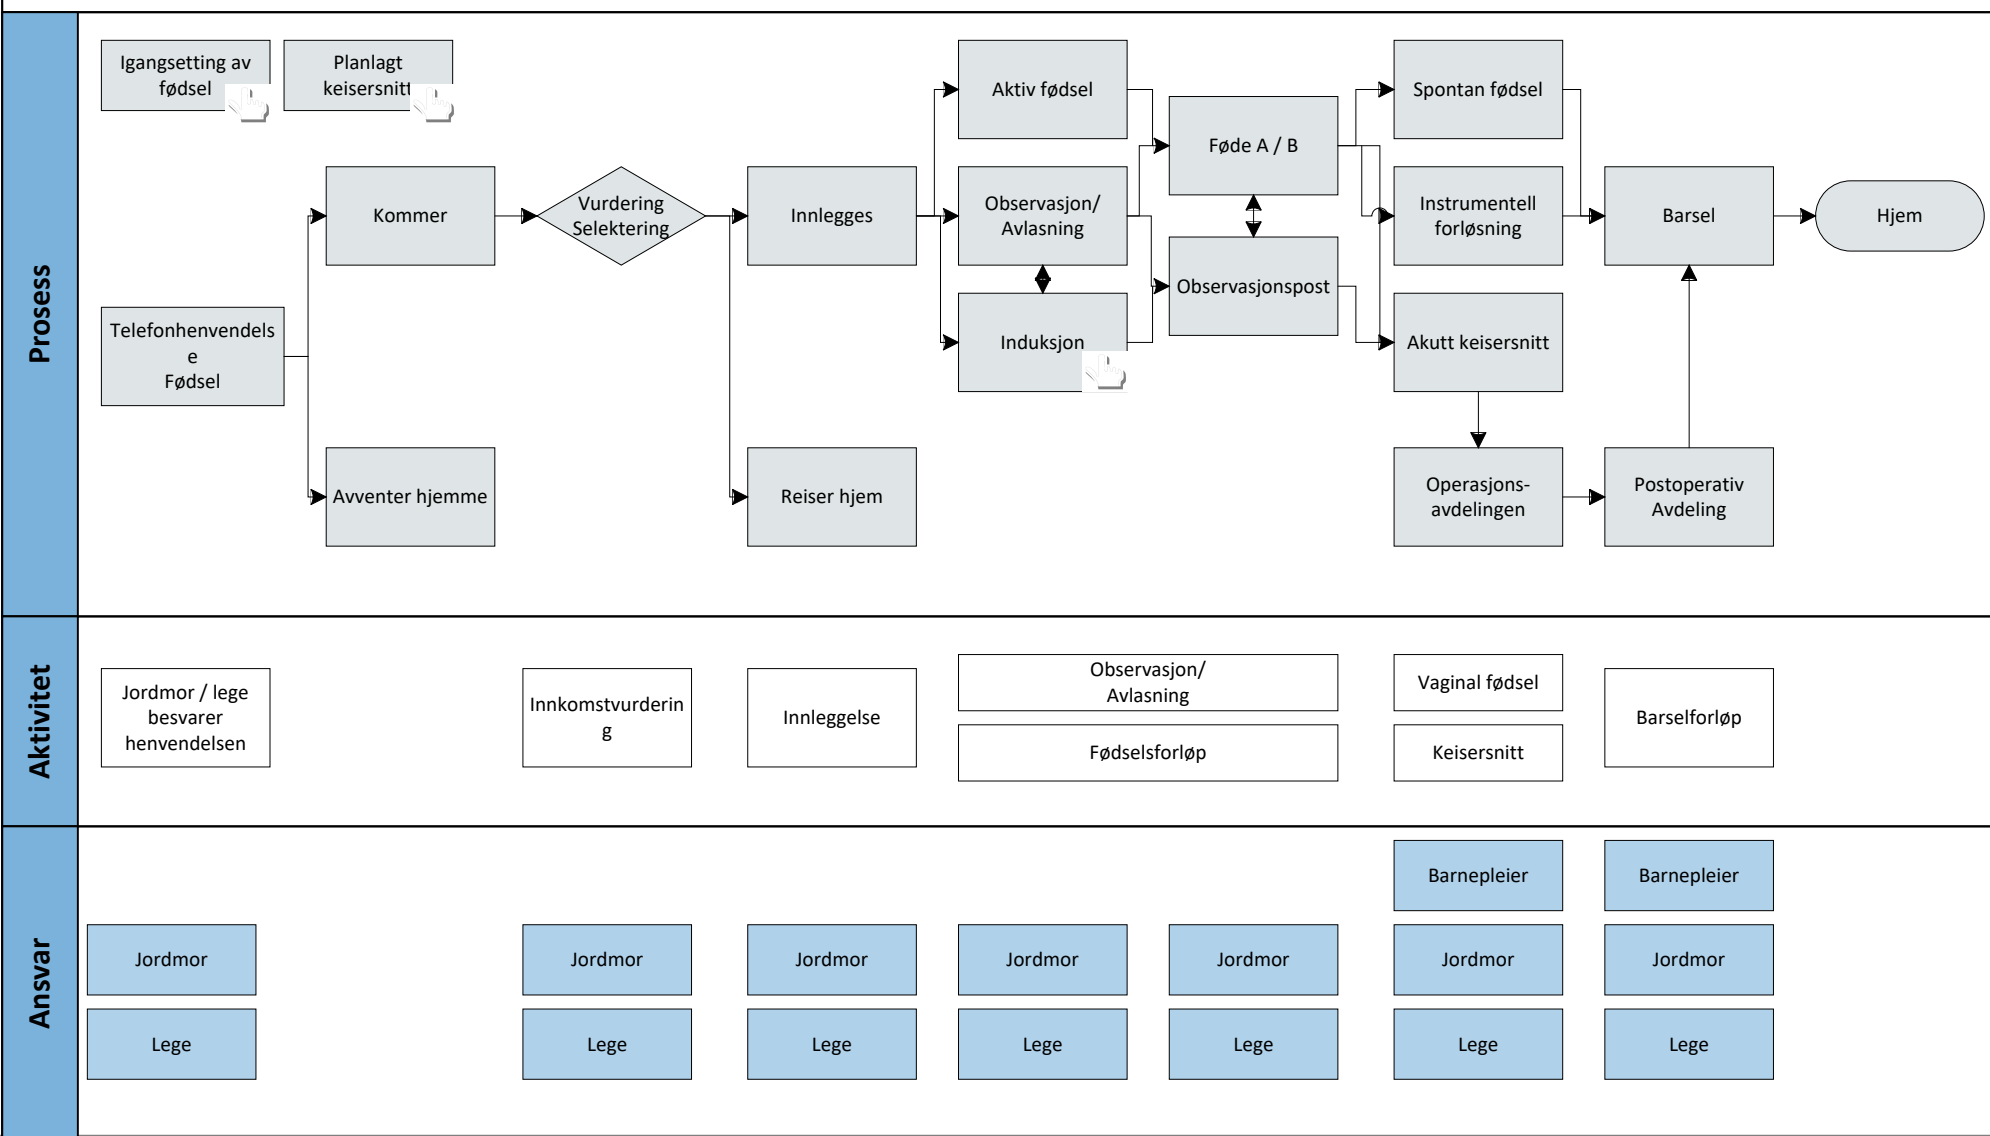 Prosess
Igangsetting av
fødsel
Planlagt
keisersnitt
Telefonhenvendels
e
Fødsel
Kommer
Avventer hjemme
Vurdering
Selektering
Innlegges
Reiser hjem
Aktiv fødsel
Observasjon/
Avlasning
Induksjon
Føde A / B
Observasjonspost
Spontan fødsel
Instrumentell
forløsning
Akutt keisersnitt
Operasjons-
avdelingen
Barsel
Postoperativ
Avdeling
Hjem
Aktivitet
Jordmor / lege
besvarer
henvendelsen
Innkomstvurderin
g
Innleggelse
Observasjon/
Avlasning
Fødselsforløp
Vaginal fødsel
Keisersnitt
Barselforløp
Ansvar
Barnepleier
Barnepleier
Jordmor
Jordmor
Jordmor
Jordmor
Jordmor
Jordmor
Jordmor
Lege
Lege
Lege
Lege
Lege
Lege
Lege